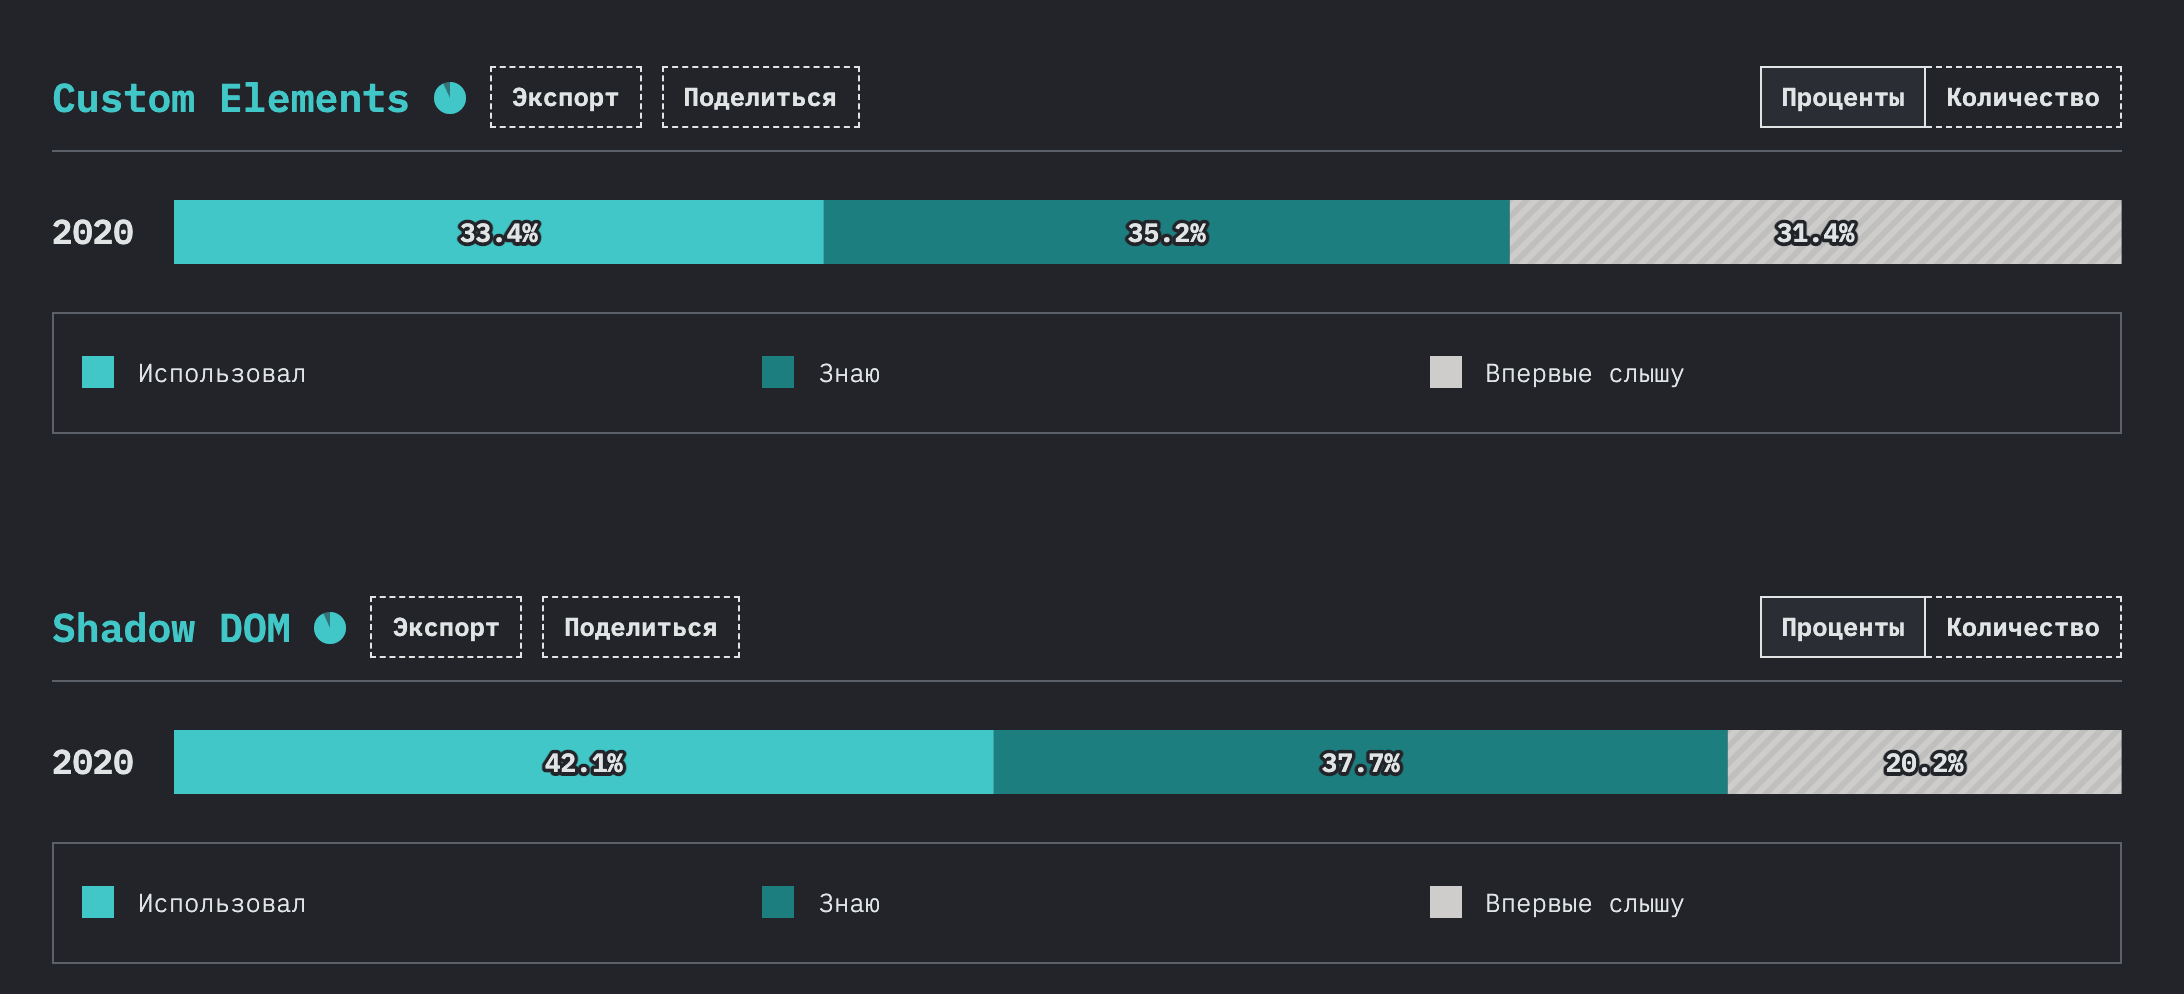 Custom Elements Экспорт Поделиться Проценты Количество
2020 33.4% 35.2% 31.4%
Использовал Знаю Впервые слышу
Shadow DOM Экспорт Поделиться Проценты Количество
2020 42.1% 37.7% 20.2%
Использовал Знаю Впервые слышу